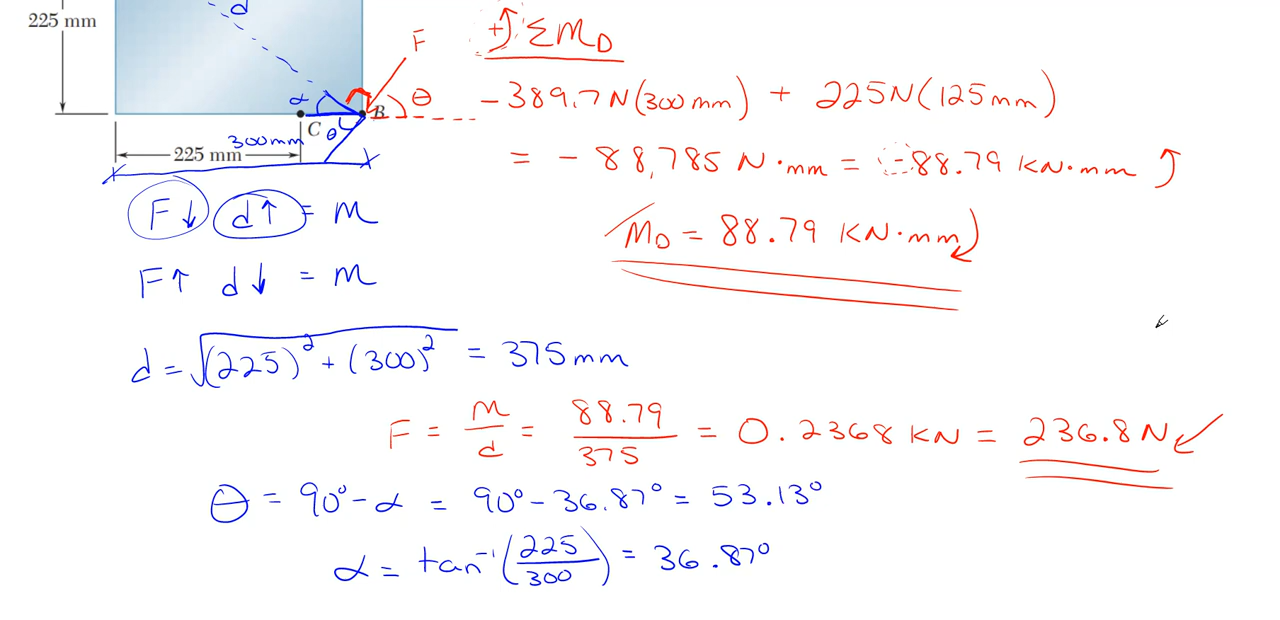 225 mm
d
F
+ ΣM_D
-389.7 N (300 mm) + 225 N (125 mm)
α
θ
B
C
θ
300 mm
225 mm
= - 88,785 N·mm = -88.79 KN·mm
F↓ d↑ = M
M_D = 88.79 KN·mm
F↑ d↓ = M
d = √(225)² + (300)² = 375 mm
F = M/d = 88.79/375 = 0.2368 KN = 236.8 N ↙
θ = 90° - α = 90° - 36.87° = 53.13°
α = tan⁻¹(225/300) = 36.87°